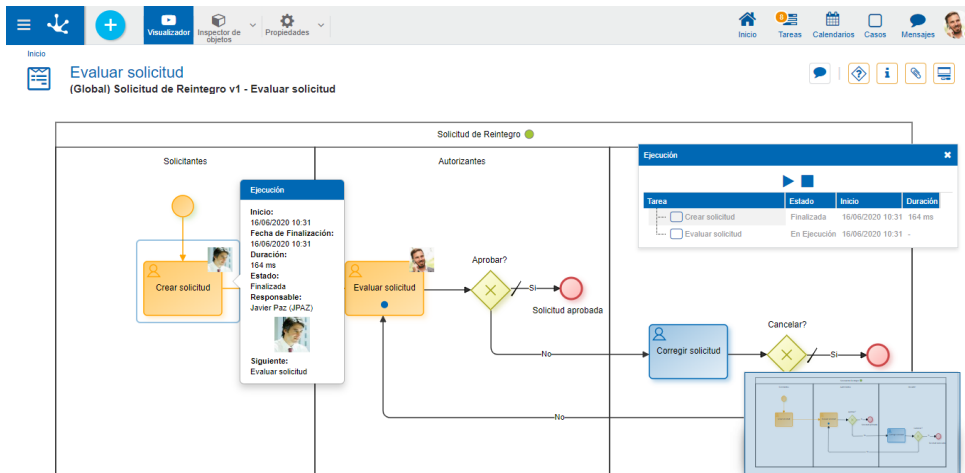 Visualizador
Inspector de
objetos
Propiedades
Inicio
8
Tareas
Calendarios
Casos
Mensajes
Inicio
Evaluar solicitud
(Global) Solicitud de Reintegro v1 - Evaluar solicitud
Solicitud de Reintegro
Solicitantes
Autorizantes
Ejecución
Tarea
Estado
Inicio
Duración
Crear solicitud
Finalizada
16/06/2020 10:31
164 ms
Evaluar solicitud
En Ejecución
16/06/2020 10:31
-
Ejecución
Inicio:
16/06/2020 10:31
Fecha de Finalización:
16/06/2020 10:31
Duración:
164 ms
Estado:
Finalizada
Responsable:
Javier Paz (JPAZ)
Siguiente:
Evaluar solicitud
Crear solicitud
Evaluar solicitud
Aprobar?
Si
Solicitud aprobada
No
Corregir solicitud
Cancelar?
Si
No